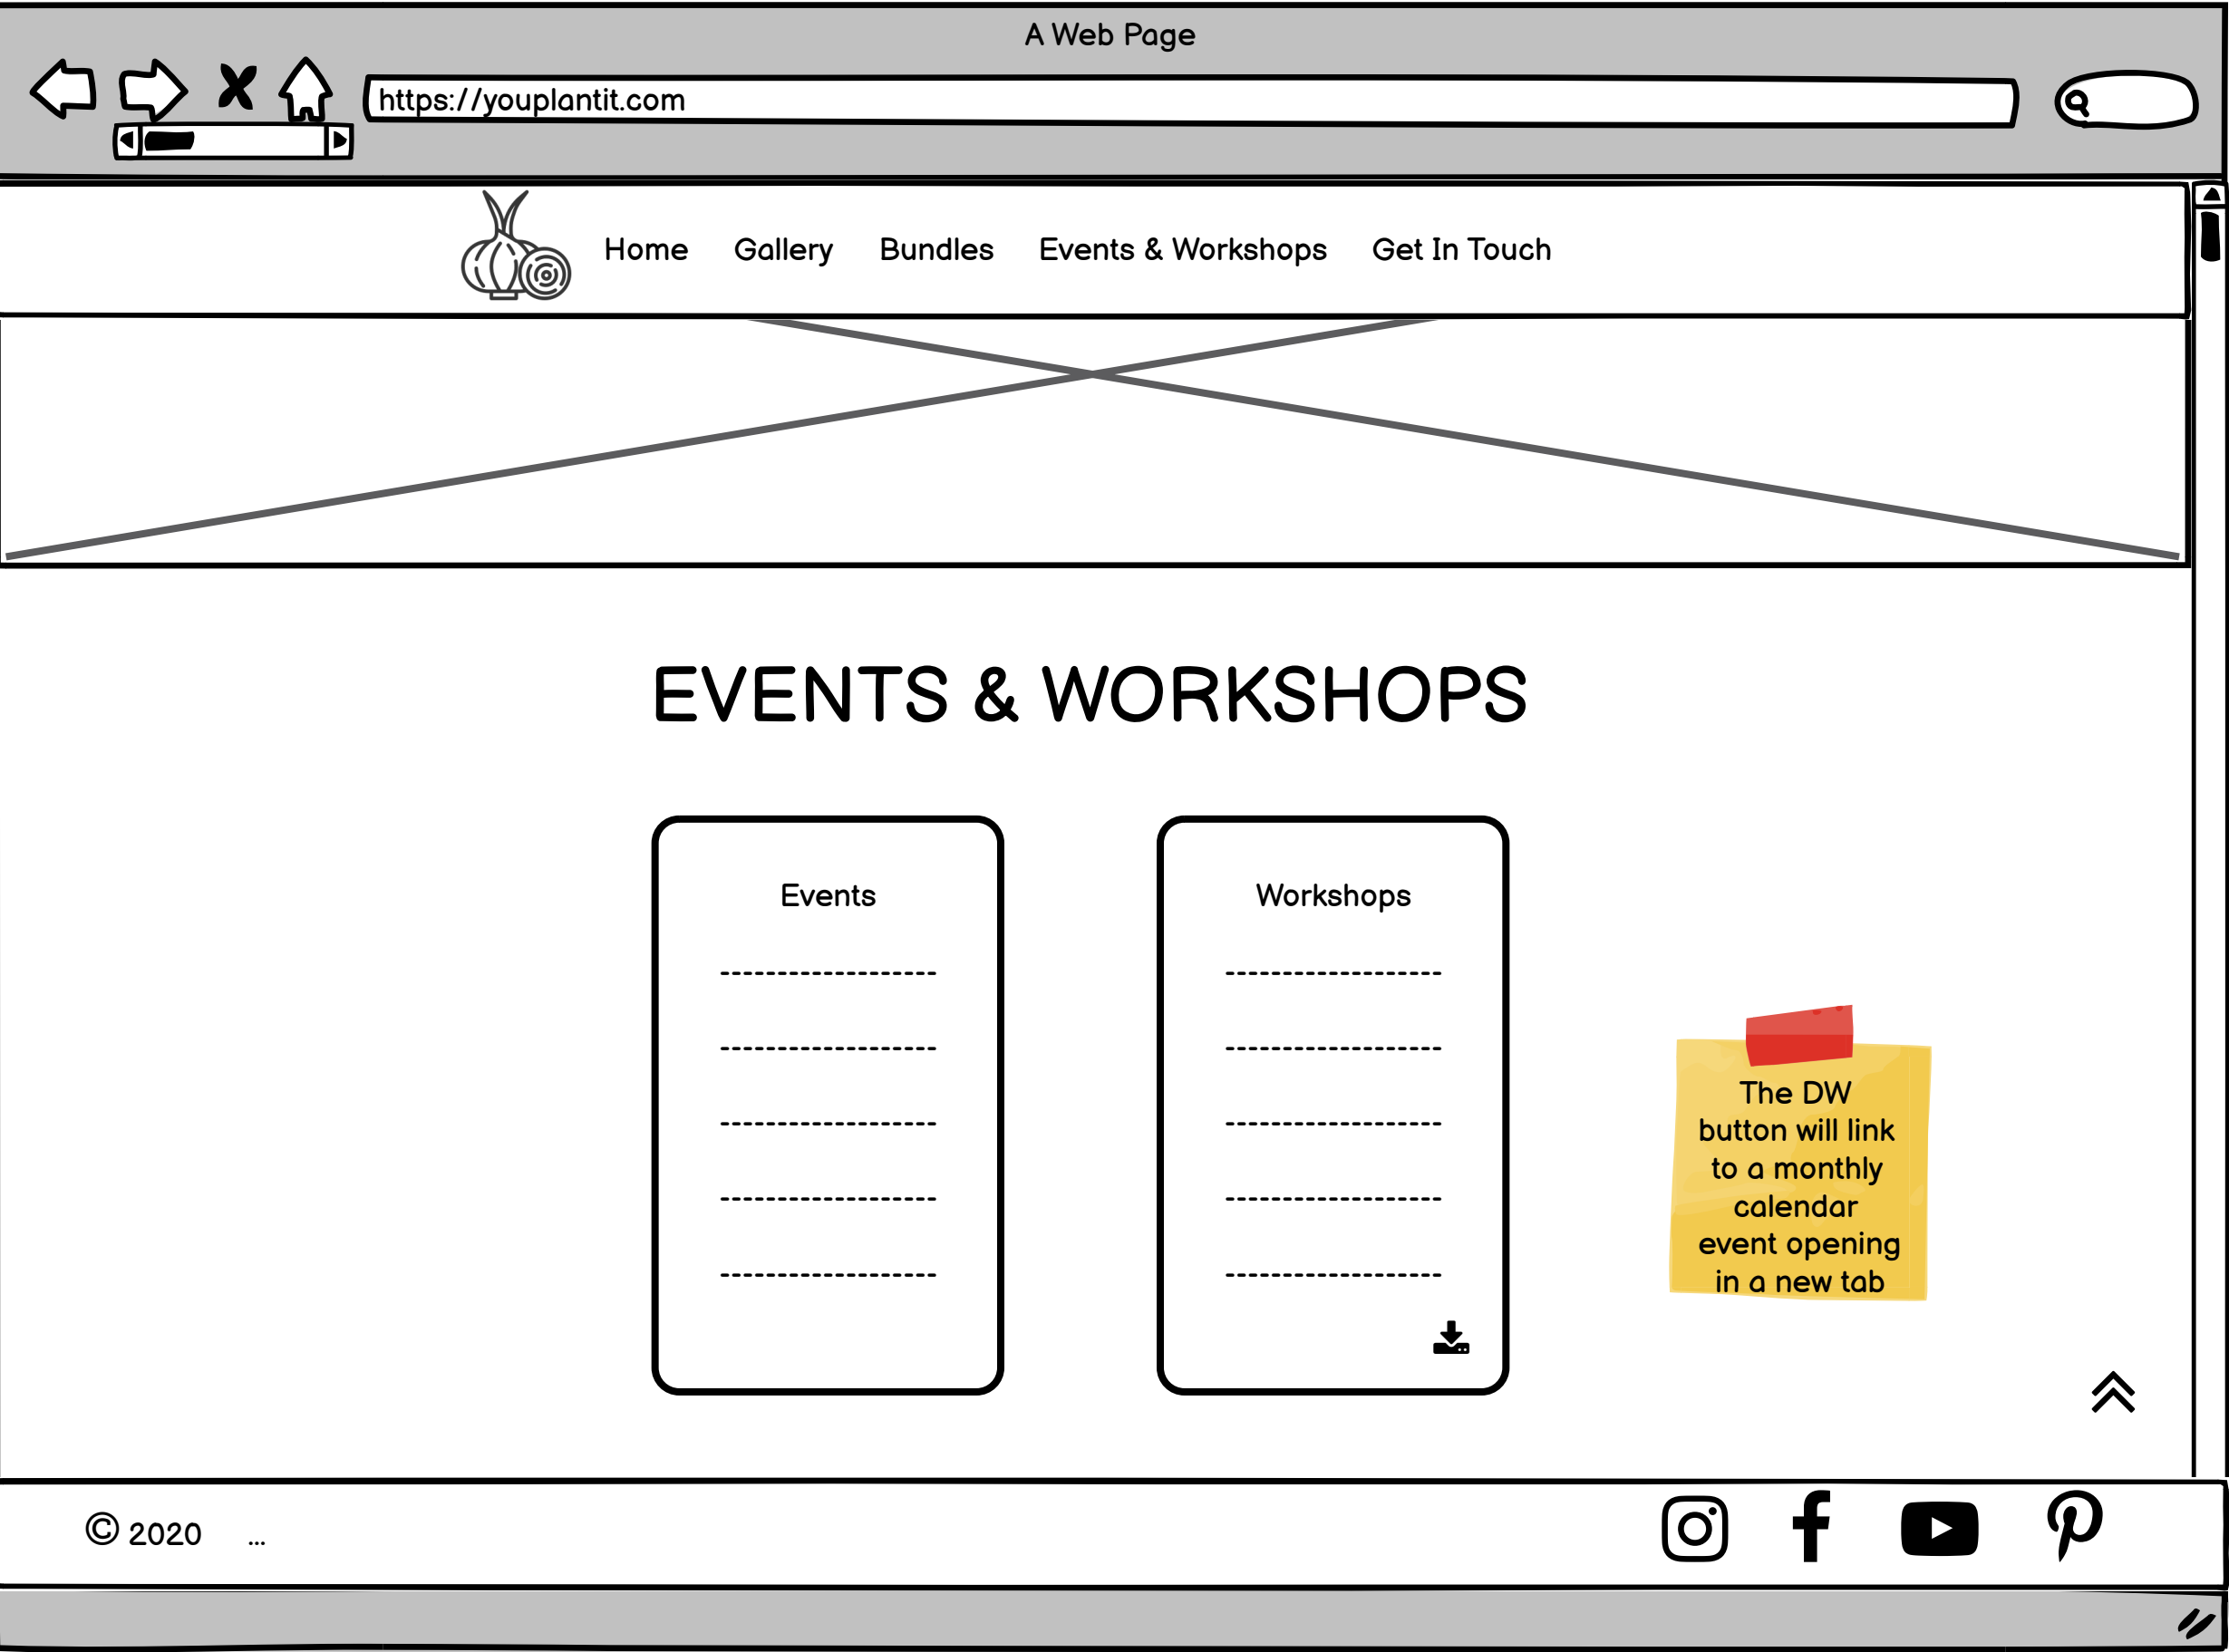 A Web Page
https://youplantit.com
Home Gallery Bundles Events & Workshops Get In Touch
EVENTS & WORKSHOPS
Events
Workshops
The DW
button will link
to a monthly
calendar
event opening
in a new tab
© 2020 ...